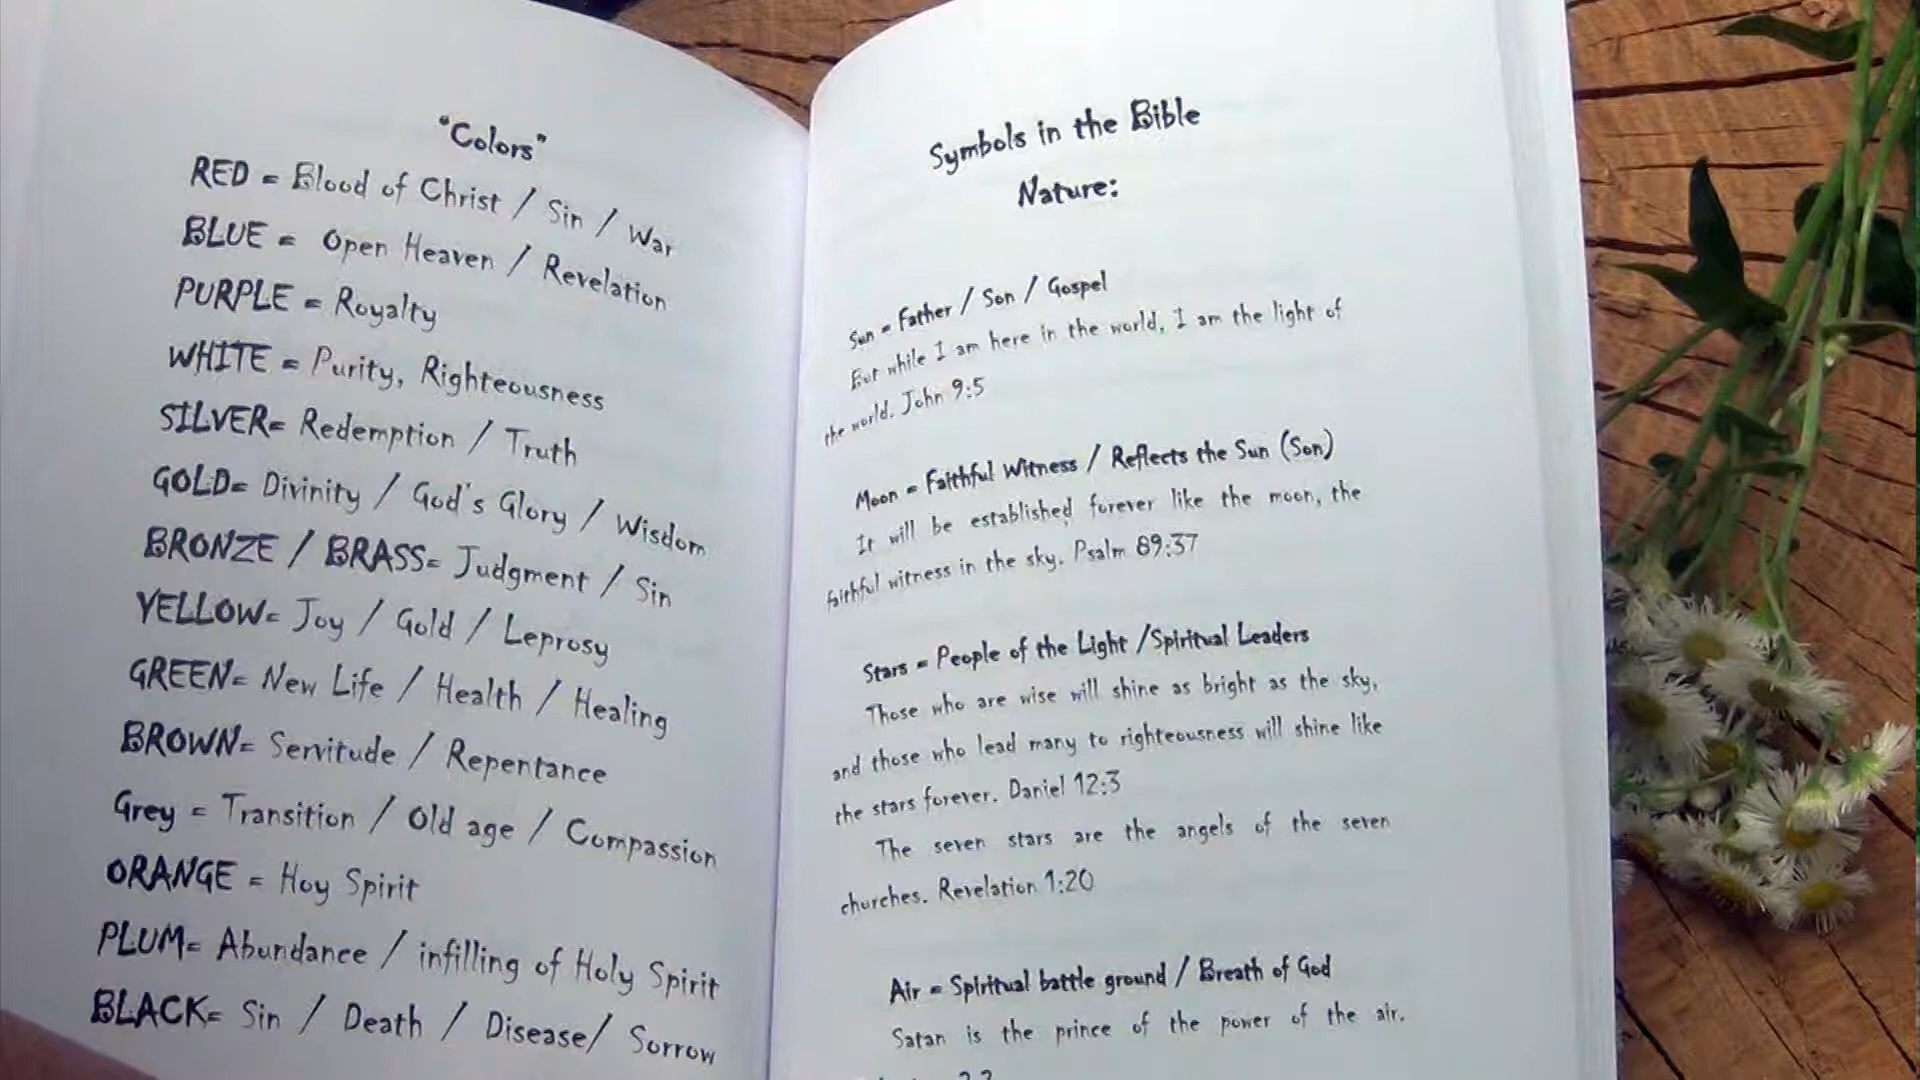 "Colors"
RED = Blood of Christ / Sin / War
BLUE = Open Heaven / Revelation
PURPLE = Royalty
WHITE = Purity, Righteousness
SILVER= Redemption / Truth
GOLD= Divinity / God's Glory / Wisdom
BRONZE / BRASS= Judgment / Sin
YELLOW= Joy / Gold / Leprosy
GREEN= New Life / Health / Healing
BROWN= Servitude / Repentance
Grey = Transition / Old age / Compassion
ORANGE = Hoy Spirit
PLUM= Abundance / infilling of Holy Spirit
BLACK= Sin / Death / Disease/ Sorrow
Symbols in the Bible
Nature:
Sun = Father / Son / Gospel
But while I am here in the world, I am the light of
the world. John 9:5
Moon = Faithful Witness / Reflects the Sun (Son)
It will be established forever like the moon, the
faithful witness in the sky. Psalm 89:37
Stars = People of the Light /Spiritual Leaders
Those who are wise will shine as bright as the sky,
and those who lead many to righteousness will shine like
the stars forever. Daniel 12:3
The seven stars are the angels of the seven
churches. Revelation 1:20
Air = Spiritual battle ground / Breath of God
Satan is the prince of the power of the air.